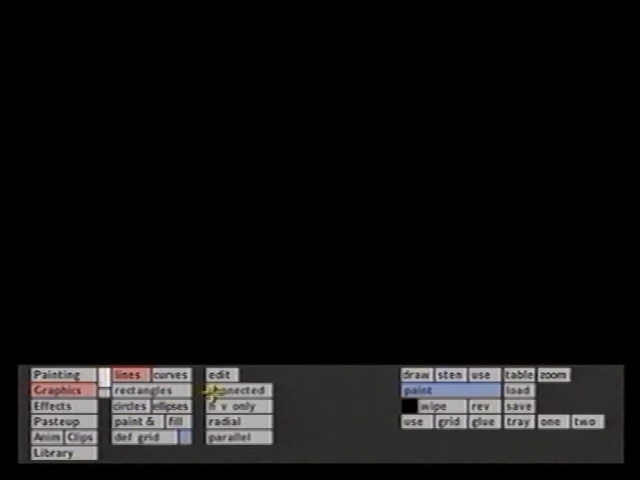 Painting lines curves edit draw sten use table zoom
Graphics rectangles connected paint load
Effects circles ellipses h v only wipe rev save
Pasteup paint & fill radial use grid glue tray one two
Anim Clips def grid parallel
Library